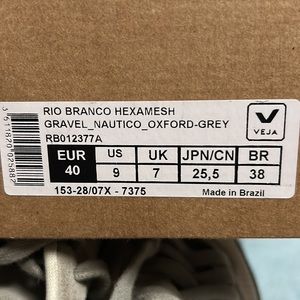 RIO BRANCO HEXAMESH
GRAVEL_NAUTICO_OXFORD-GREY
RB012377A
VEJA
EUR US UK JPN/CN BR
40 9 7 25,5 38
153-28/07X - 7375
Made in Brazil